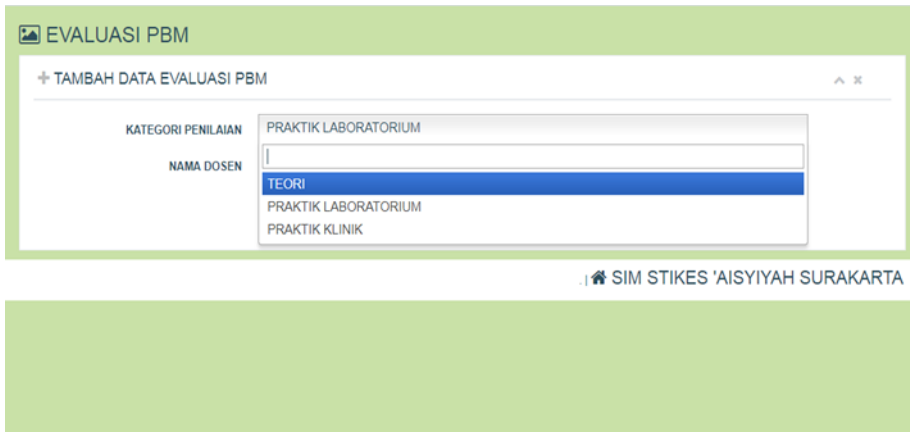 EVALUASI PBM
TAMBAH DATA EVALUASI PBM
KATEGORI PENILAIAN PRAKTIK LABORATORIUM
NAMA DOSEN
TEORI
PRAKTIK LABORATORIUM
PRAKTIK KLINIK
. | SIM STIKES 'AISYIYAH SURAKARTA